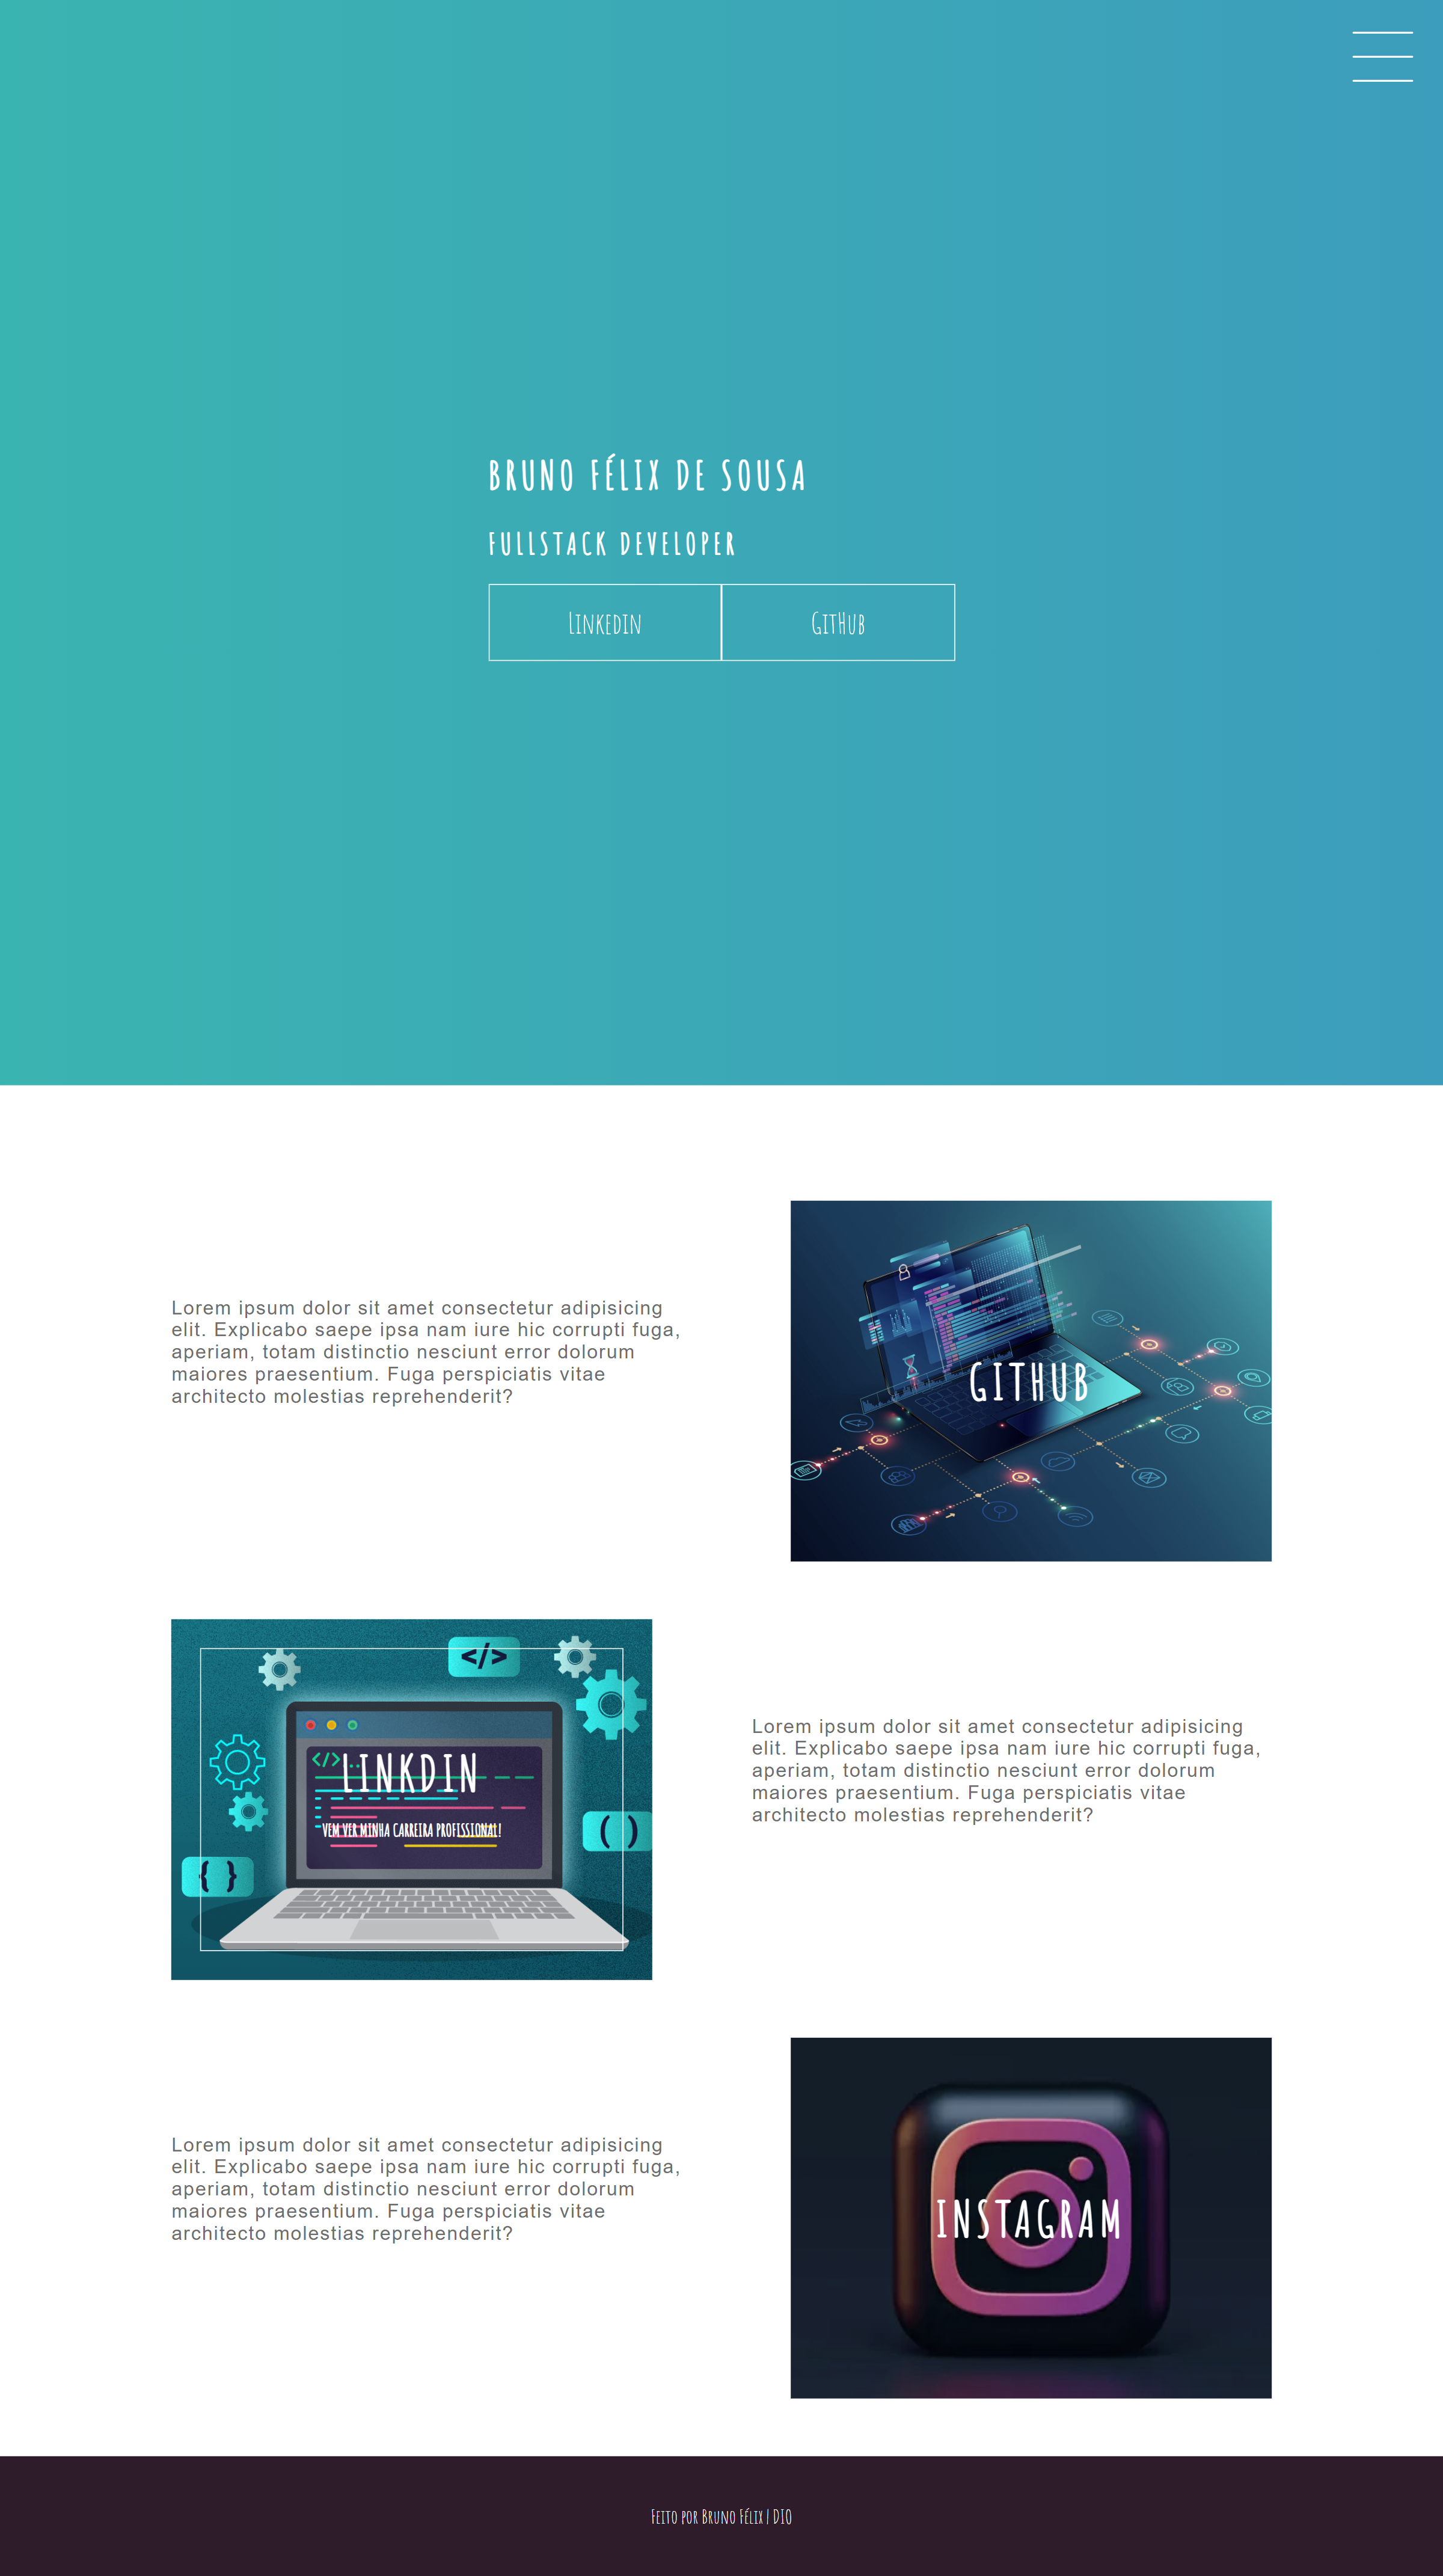 BRUNO FÉLIX DE SOUSA
FULLSTACK DEVELOPER
Linkedin
GitHub
Lorem ipsum dolor sit amet consectetur adipisicing
elit. Explicabo saepe ipsa nam iure hic corrupti fuga,
aperiam, totam distinctio nesciunt error dolorum
maiores praesentium. Fuga perspiciatis vitae
architecto molestias reprehenderit?
GITHUB
</>
</>...
LINKDIN
VEM VER MINHA CARREIRA PROFISSIONAL!
( )
{ }
Lorem ipsum dolor sit amet consectetur adipisicing
elit. Explicabo saepe ipsa nam iure hic corrupti fuga,
aperiam, totam distinctio nesciunt error dolorum
maiores praesentium. Fuga perspiciatis vitae
architecto molestias reprehenderit?
Lorem ipsum dolor sit amet consectetur adipisicing
elit. Explicabo saepe ipsa nam iure hic corrupti fuga,
aperiam, totam distinctio nesciunt error dolorum
maiores praesentium. Fuga perspiciatis vitae
architecto molestias reprehenderit?
INSTAGRAM
Feito por Bruno Félix | DIO